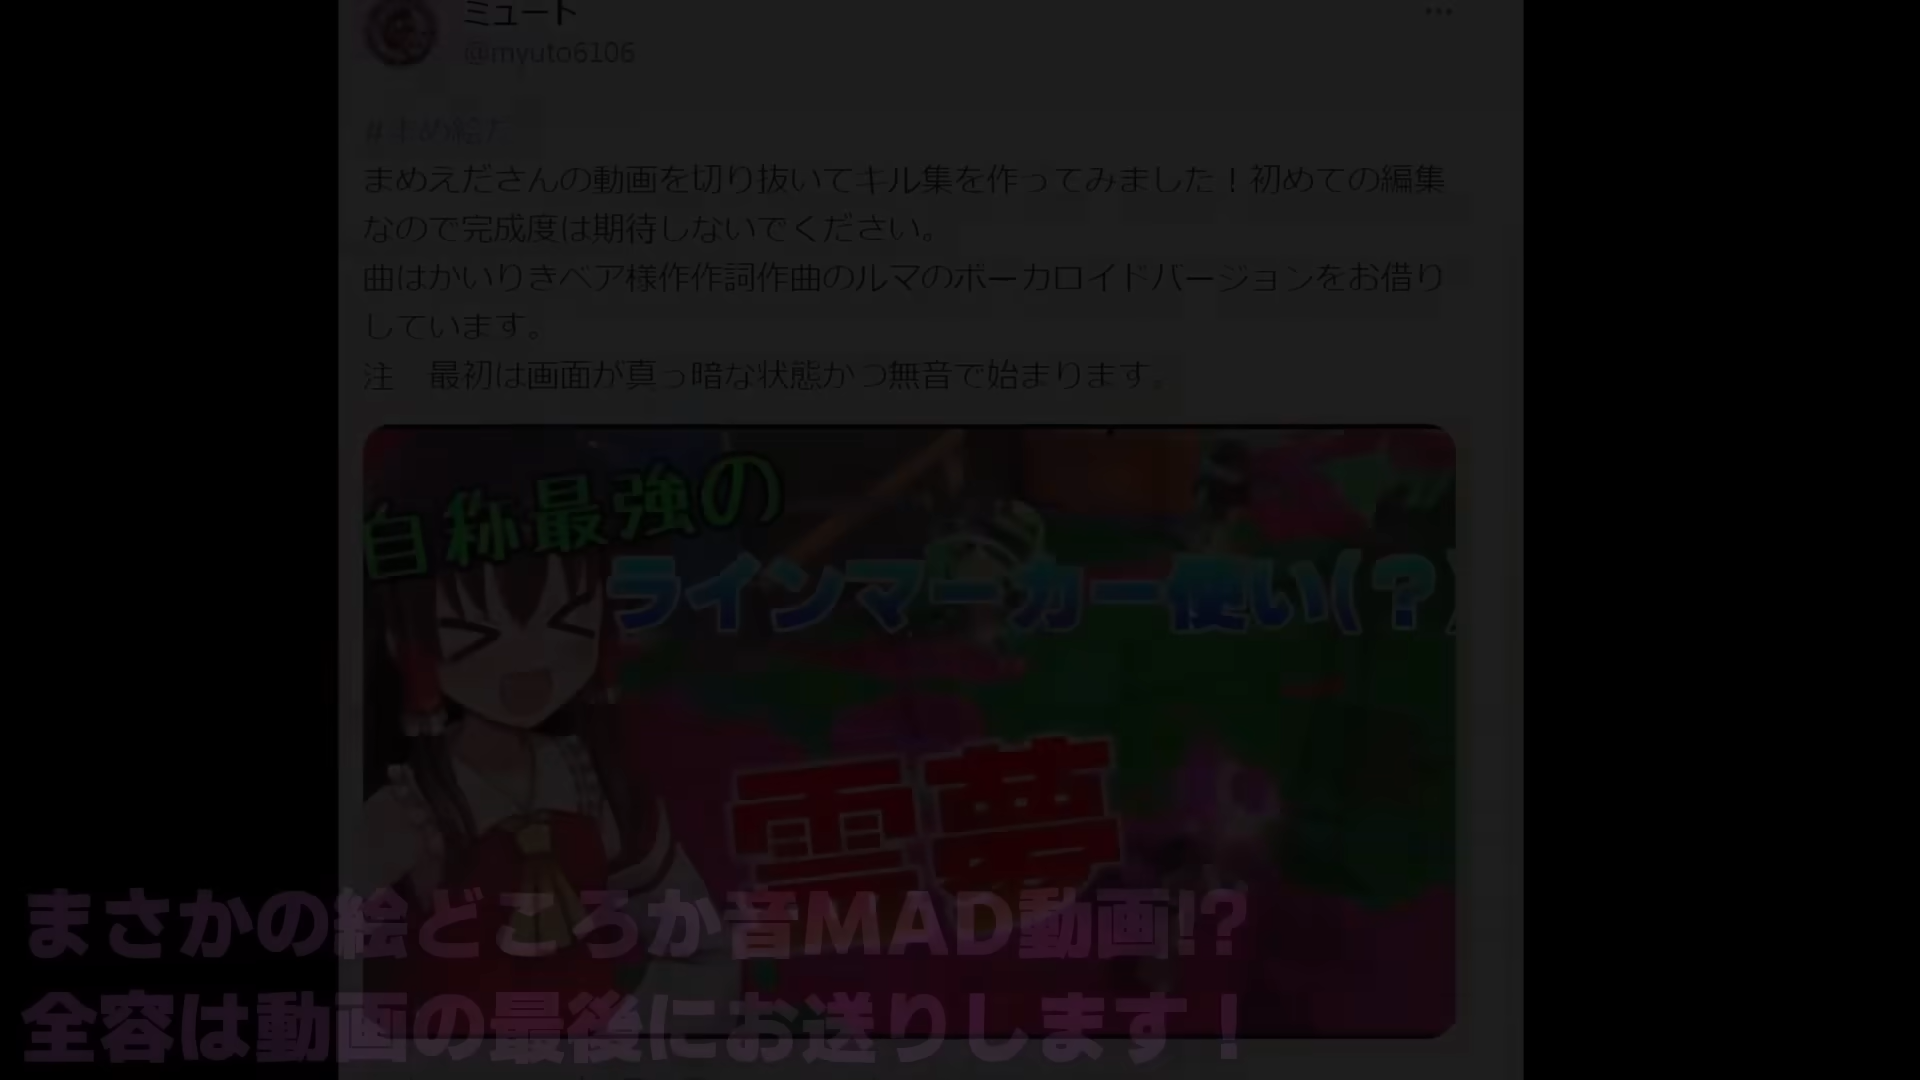 ミュート
@myuto6106
#まめ絵だ
まめえださんの動画を切り抜いてキル集を作ってみました！初めての編集
なので完成度は期待しないでください。
曲はかいりきベア様作作詞作曲のルマのボーカロイドバージョンをお借り
しています。
注　最初は画面が真っ暗な状態かつ無音で始まります。
自称最強の
ラインマーカー使い(?)
霊夢
まさかの絵どころか音MAD動画!?
全容は動画の最後にお送りします！